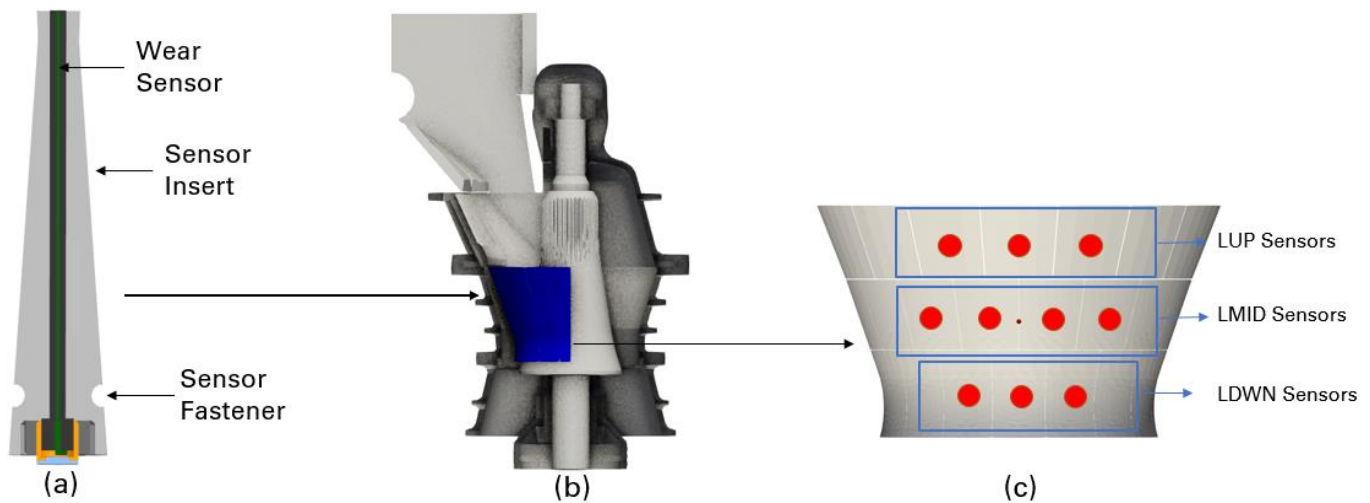 Wear
Sensor
Sensor
Insert
Sensor
Fastener
(a)
(b)
LUP Sensors
LMID Sensors
LDWN Sensors
(c)